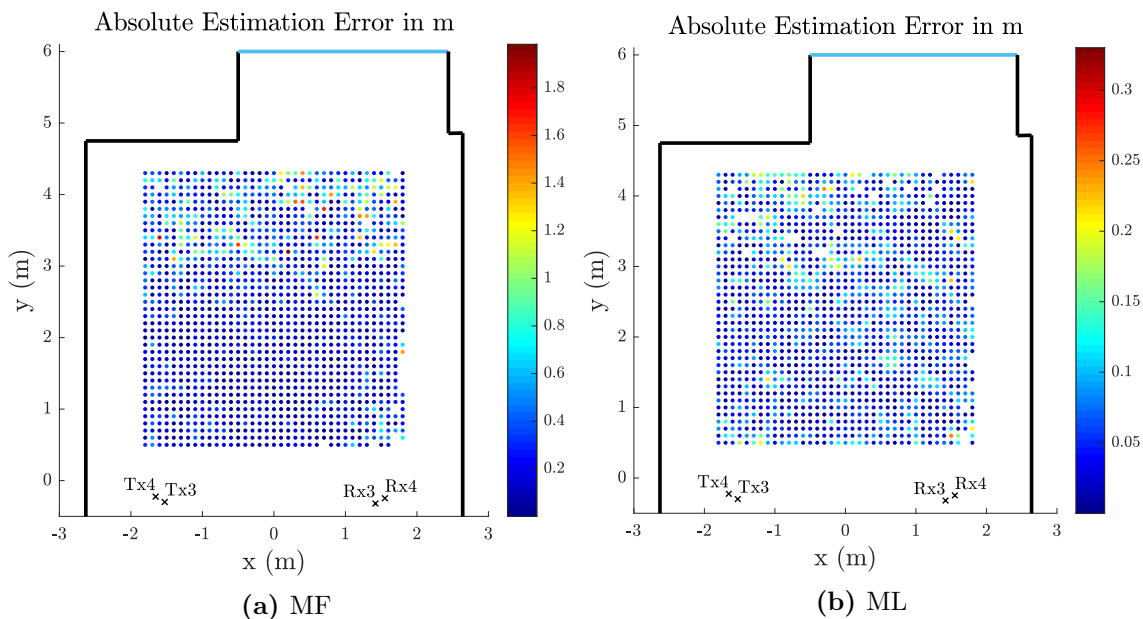 Absolute Estimation Error in m
6
5
4
3
2
1
0
y (m)
-3 -2 -1 0 1 2 3
x (m)
Tx4 Tx3
Rx3 Rx4
1.8
1.6
1.4
1.2
1
0.8
0.6
0.4
0.2
(a) MF
Absolute Estimation Error in m
6
5
4
3
2
1
0
y (m)
-3 -2 -1 0 1 2 3
x (m)
Tx4 Tx3
Rx3 Rx4
0.3
0.25
0.2
0.15
0.1
0.05
(b) ML